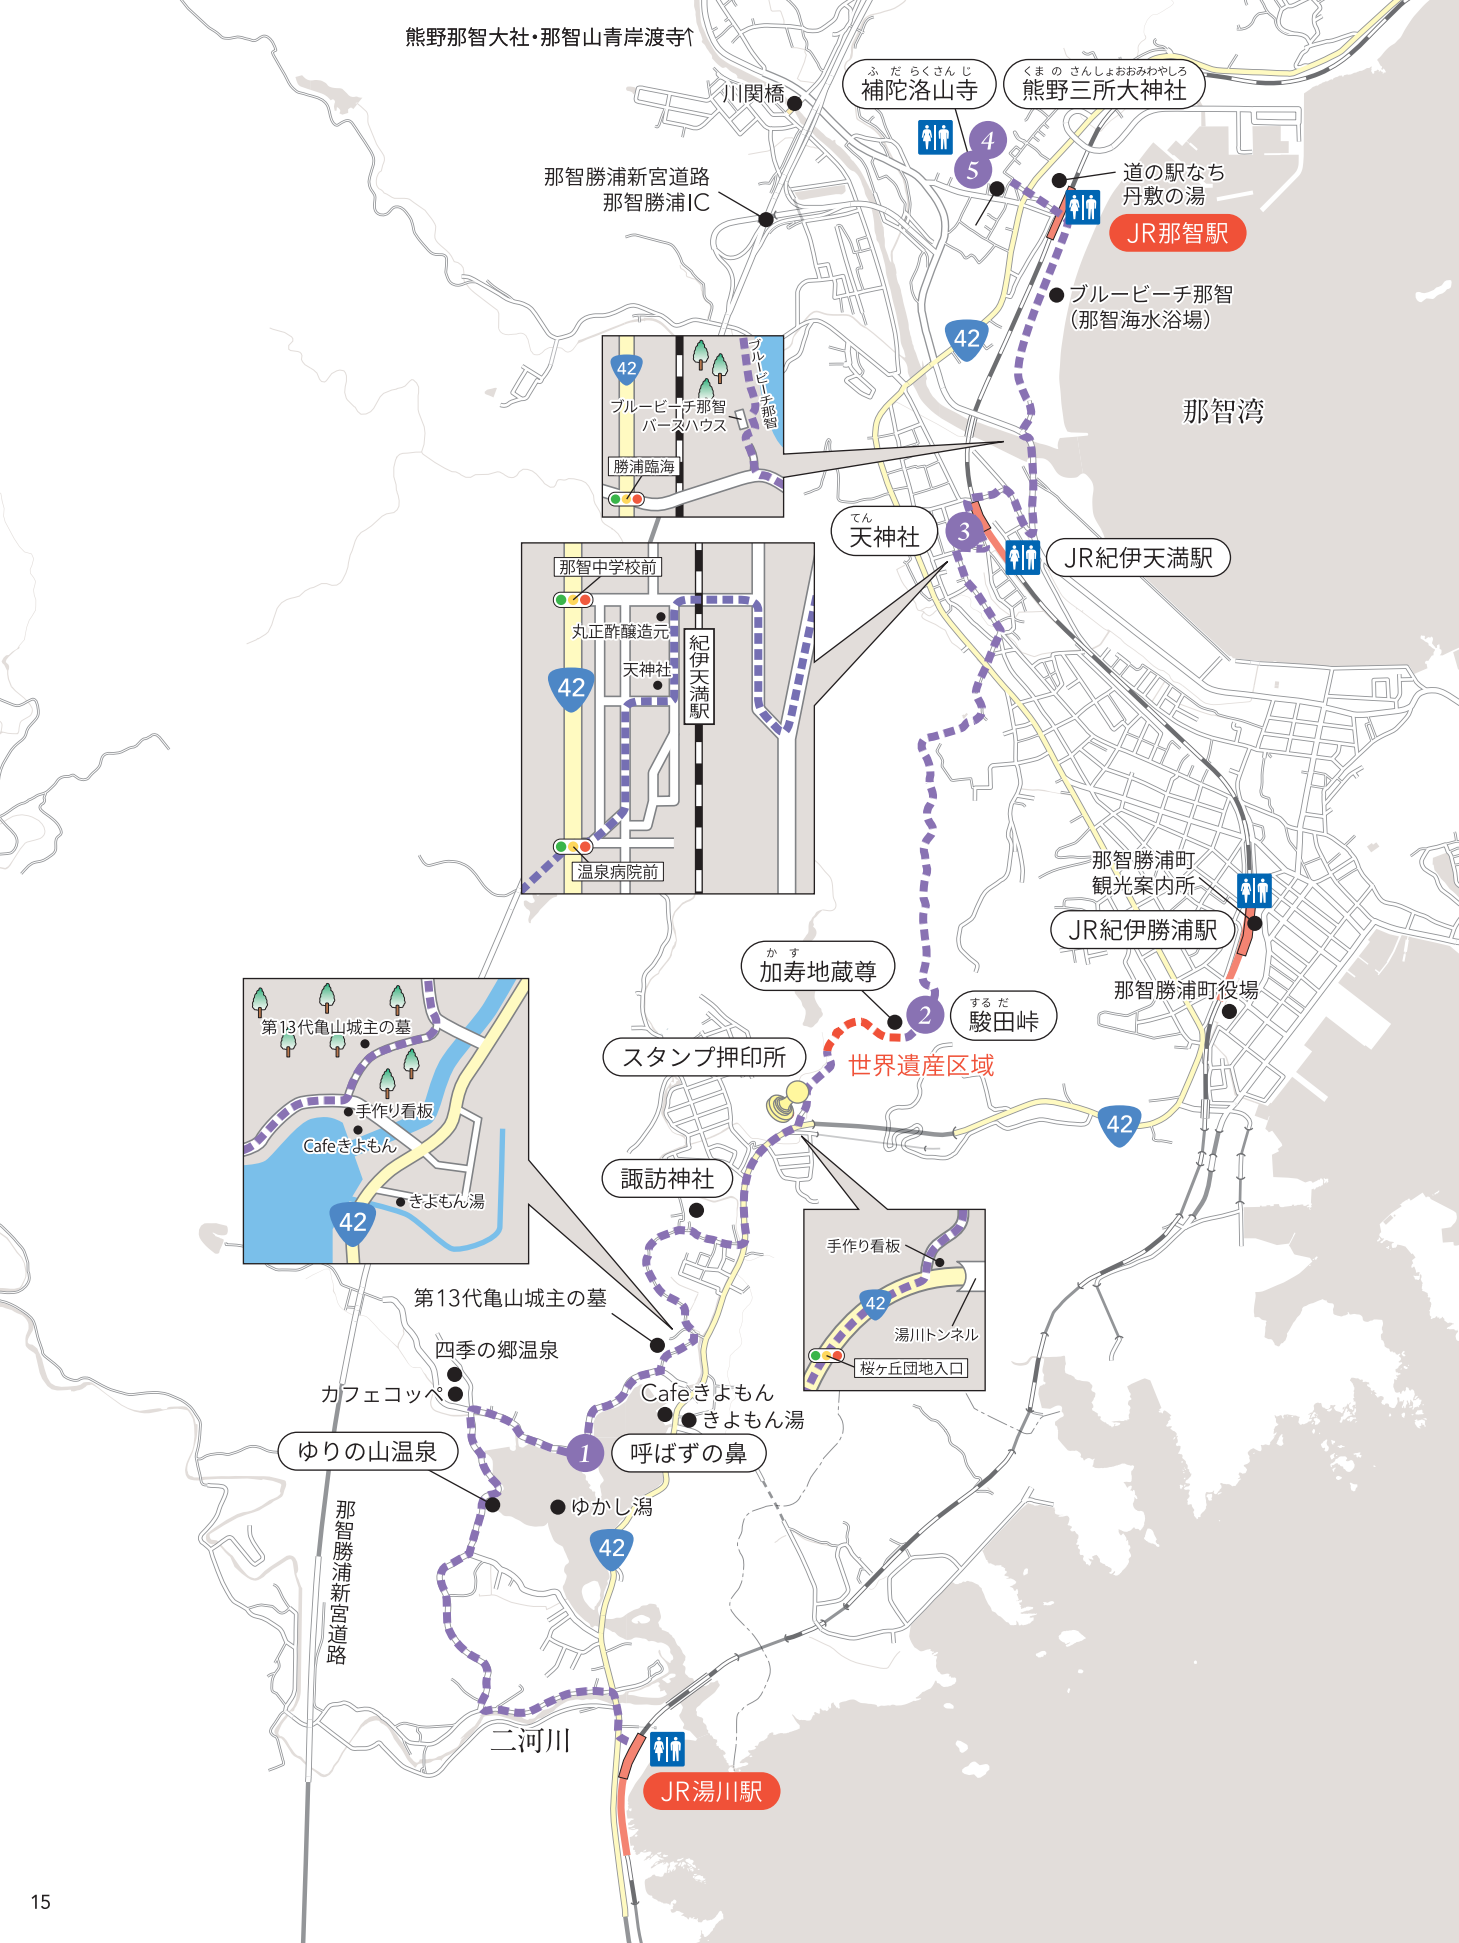 熊野那智大社・那智山青岸渡寺↑
川関橋
ふだらくさんじ
補陀洛山寺
くまのさんしょおおみわやしろ
熊野三所大神社
4
5
道の駅なち
丹敷の湯
那智勝浦新宮道路
那智勝浦IC
JR那智駅
ブルービーチ那智
(那智海水浴場)
42
那智湾
42
ブルービーチ那智
ブルービーチ那智
バースハウス
勝浦臨海
てん
天神社
3
JR紀伊天満駅
那智中学校前
丸正酢醸造元
天神社
紀伊天満駅
42
温泉病院前
那智勝浦町
観光案内所
JR紀伊勝浦駅
那智勝浦町役場
かす
加寿地蔵尊
2
するだ
駿田峠
世界遺産区域
スタンプ押印所
42
第13代亀山城主の墓
手作り看板
Cafeきよもん
きよもん湯
42
諏訪神社
手作り看板
42
湯川トンネル
桜ヶ丘団地入口
第13代亀山城主の墓
四季の郷温泉
カフェコッペ
Cafeきよもん
きよもん湯
ゆりの山温泉
1
呼ばずの鼻
ゆかし潟
42
那智勝浦新宮道路
二河川
JR湯川駅
15